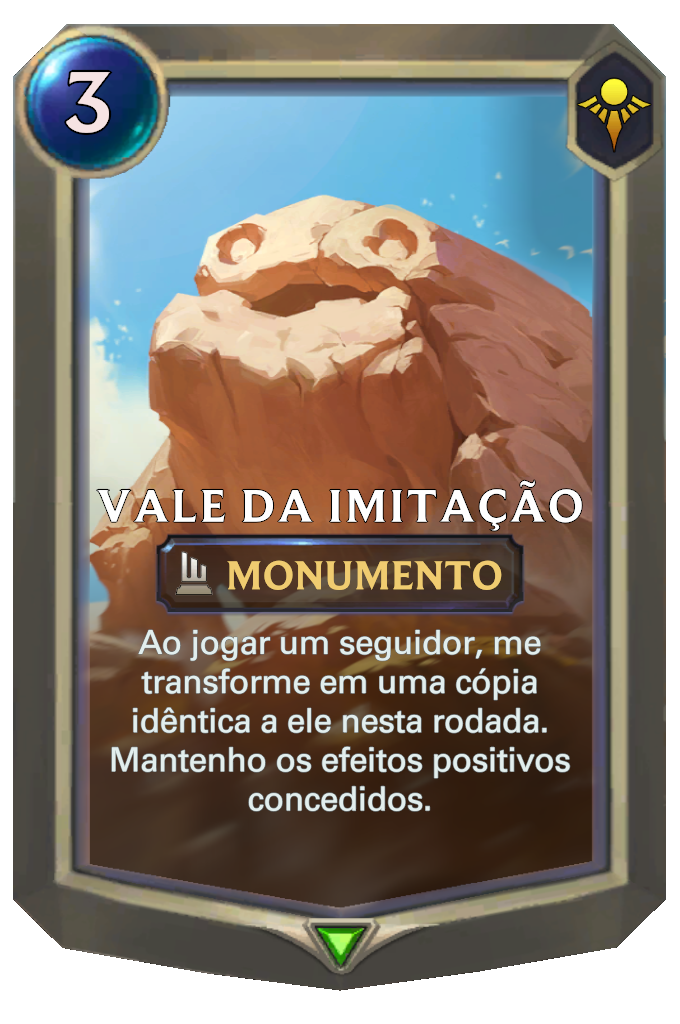 3
VALE DA IMITAÇÃO
MONUMENTO
Ao jogar um seguidor, me
transforme em uma cópia
idêntica a ele nesta rodada.
Mantenho os efeitos positivos
concedidos.